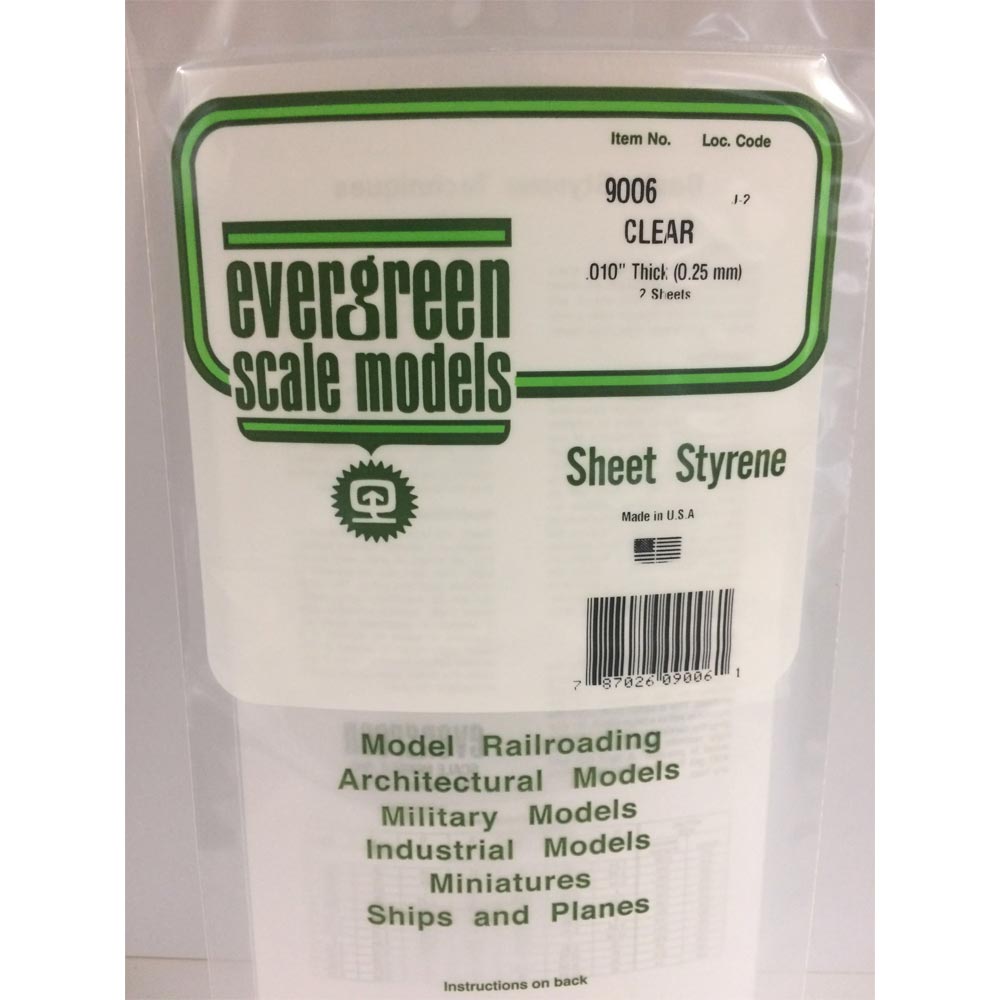 Item No. Loc. Code
9006 J-2
CLEAR
.010" Thick (0.25 mm)
2 Sheets
evergreen
scale models
Sheet Styrene
Made in U.S.A
7 87026 09006 1
Model Railroading
Architectural Models
Military Models
Industrial Models
Miniatures
Ships and Planes
Instructions on back